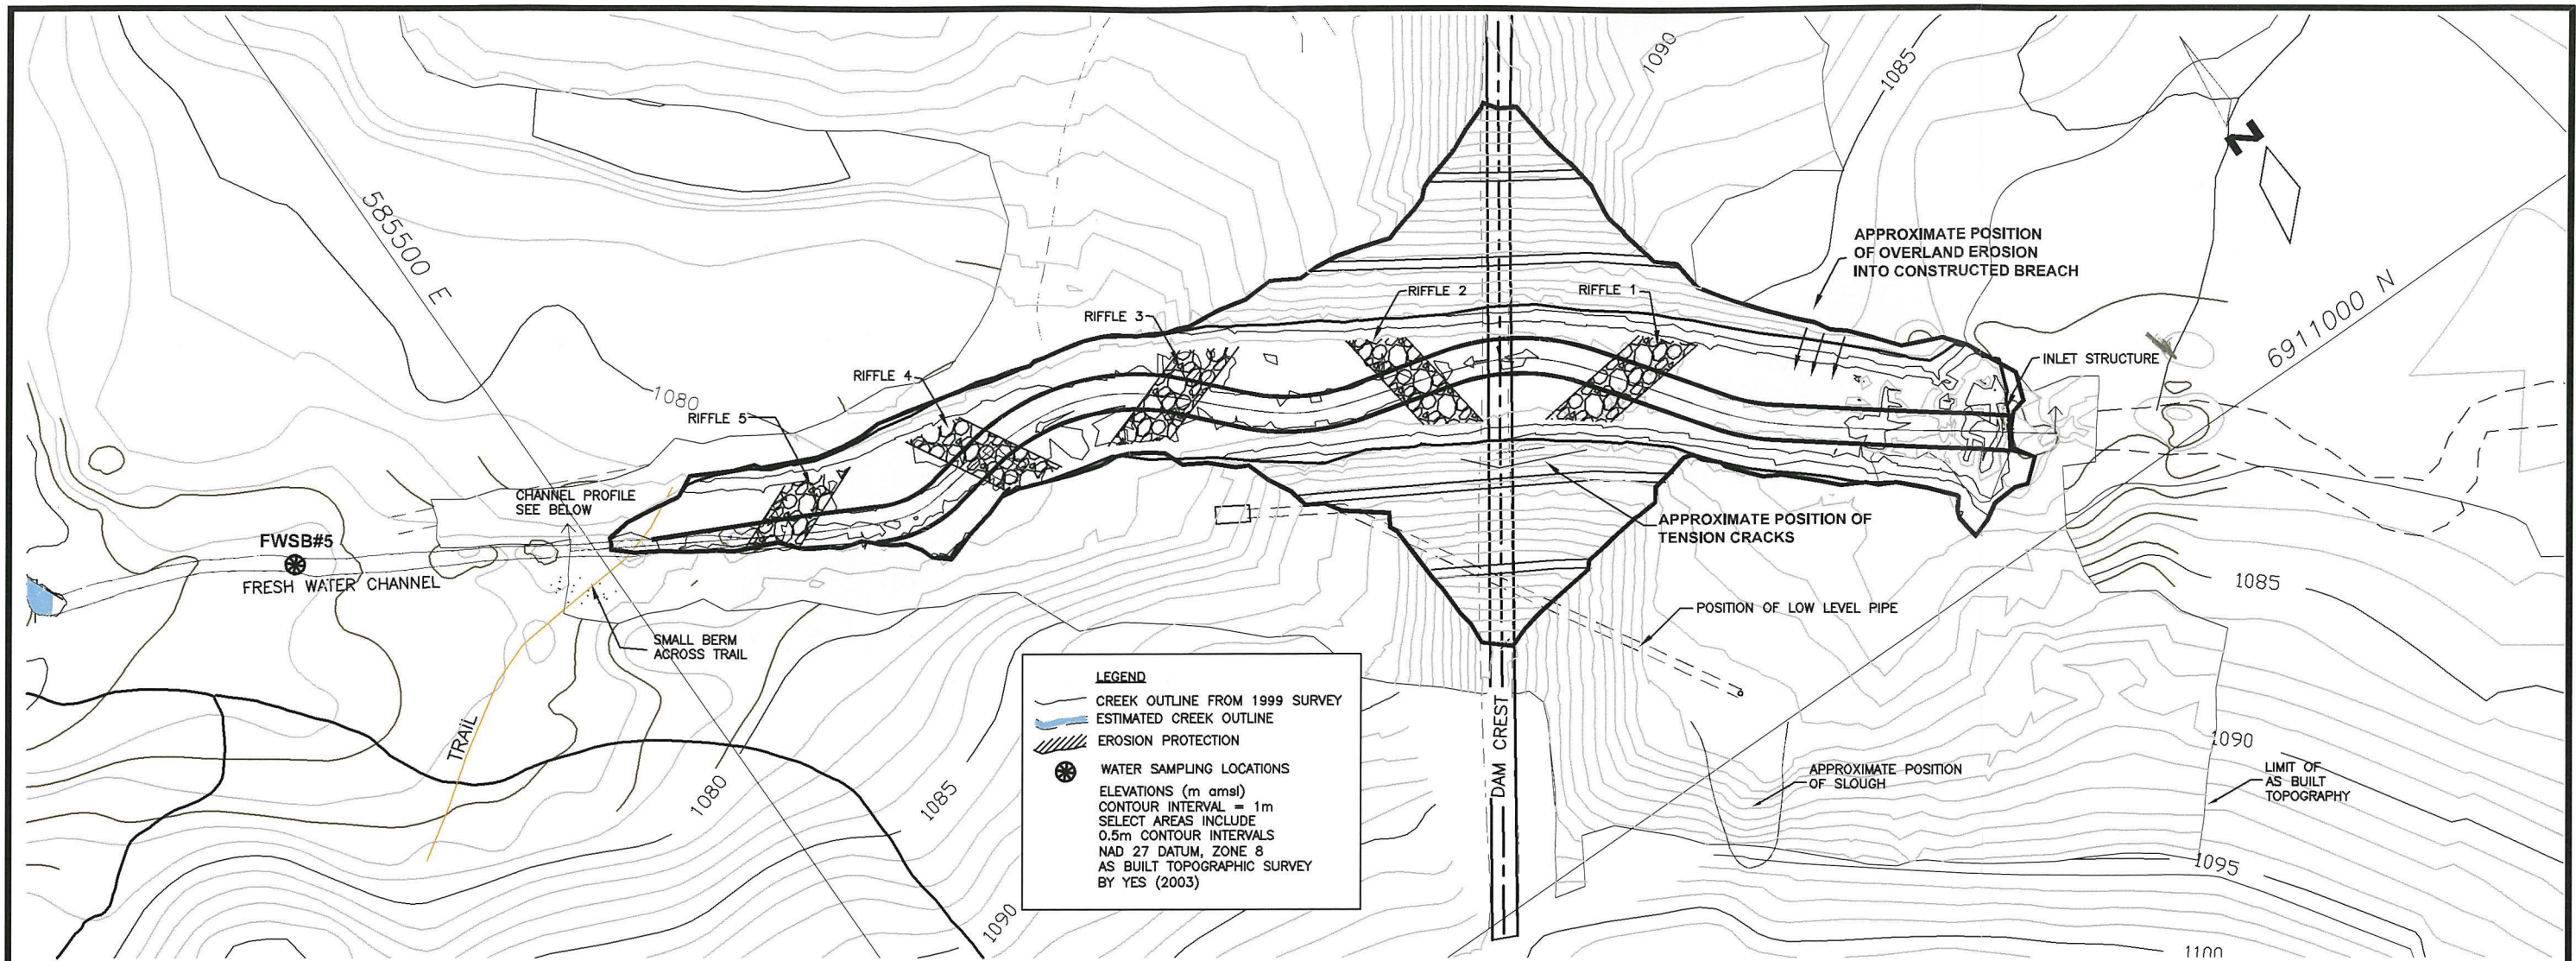 1090
1085
N
585500 E
APPROXIMATE POSITION
OF OVERLAND EROSION
INTO CONSTRUCTED BREACH
6911000 N
RIFFLE 1
RIFFLE 2
RIFFLE 3
RIFFLE 4
RIFFLE 5
INLET STRUCTURE
1080
CHANNEL PROFILE
SEE BELOW
FWSB#5
FRESH WATER CHANNEL
APPROXIMATE POSITION OF
TENSION CRACKS
1085
POSITION OF LOW LEVEL PIPE
SMALL BERM
ACROSS TRAIL
TRAIL
LEGEND
CREEK OUTLINE FROM 1999 SURVEY
ESTIMATED CREEK OUTLINE
EROSION PROTECTION
WATER SAMPLING LOCATIONS
ELEVATIONS (m amsl)
CONTOUR INTERVAL = 1m
SELECT AREAS INCLUDE
0.5m CONTOUR INTERVALS
NAD 27 DATUM, ZONE 8
AS BUILT TOPOGRAPHIC SURVEY
BY YES (2003)
DAM CREST
1090
APPROXIMATE POSITION
OF SLOUGH
LIMIT OF
AS BUILT
TOPOGRAPHY
1080
1085
1090
1095
1100